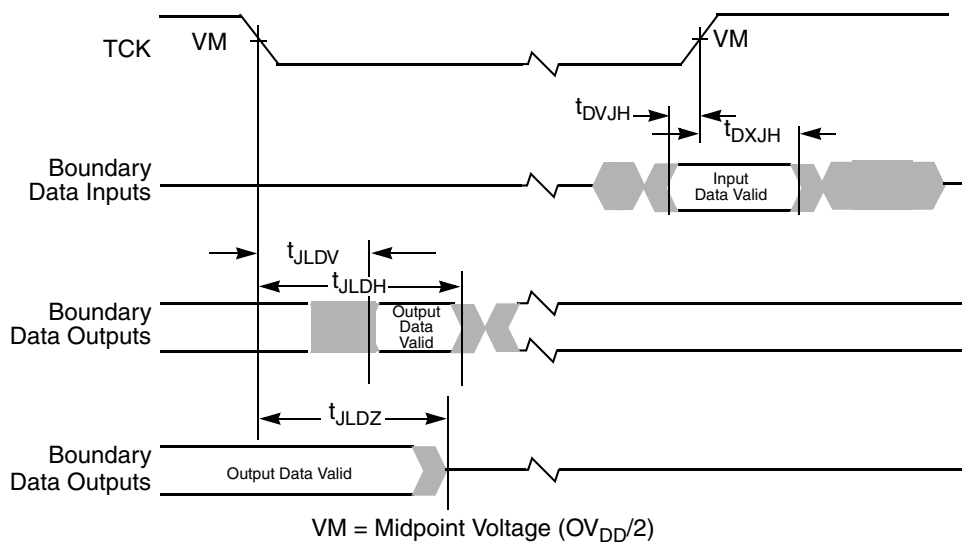 TCK
VM
VM
tDVJH
tDXJH
Boundary
Data Inputs
Input
Data Valid
tJLDV
tJLDH
Boundary
Data Outputs
Output
Data
Valid
tJLDZ
Boundary
Data Outputs
Output Data Valid
VM = Midpoint Voltage (OVDD/2)